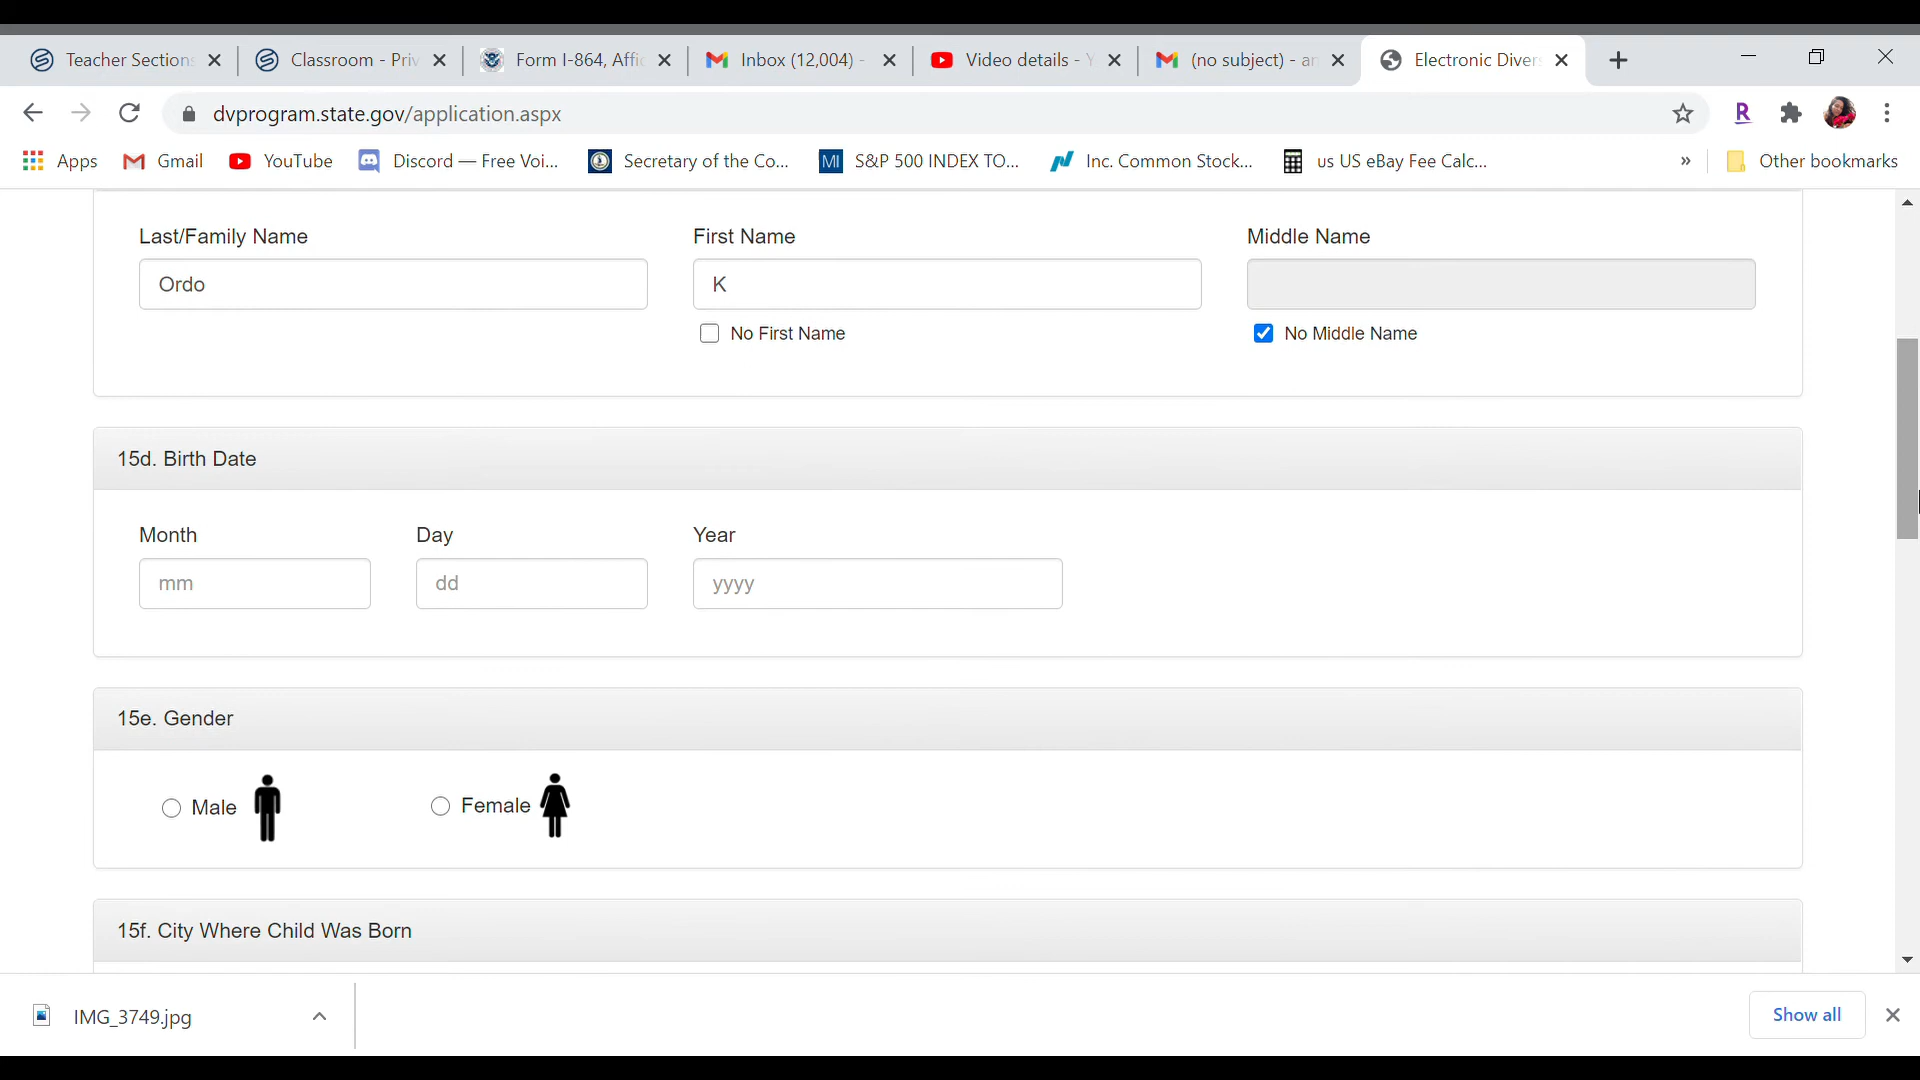 Teacher Sections
Classroom - Priv
Form I-864, Affi
Inbox (12,004) -
Video details - Y
(no subject) - an
Electronic Divers
dvprogram.state.gov/application.aspx
R
Apps
Gmail
YouTube
Discord — Free Voi...
Secretary of the Co...
MI
S&P 500 INDEX TO...
Inc. Common Stock...
us US eBay Fee Calc...
»
Other bookmarks
Last/Family Name
First Name
Middle Name
Ordo
K
No First Name
No Middle Name
15d. Birth Date
Month
Day
Year
mm
dd
yyyy
15e. Gender
Male
Female
15f. City Where Child Was Born
IMG_3749.jpg
Show all